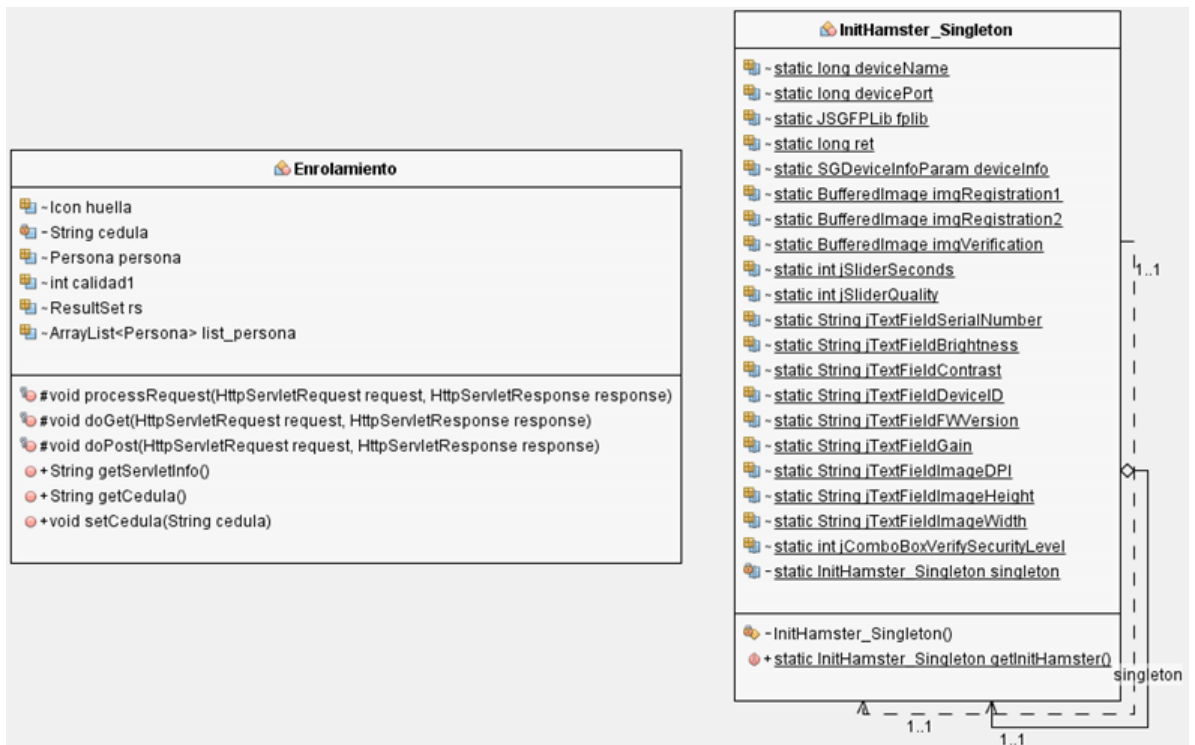 Enrolamiento
~Icon huella
-String cedula
~Persona persona
~int calidad1
~ResultSet rs
~ArrayList<Persona> list_persona
#void processRequest(HttpServletRequest request, HttpServletResponse response)
#void doGet(HttpServletRequest request, HttpServletResponse response)
#void doPost(HttpServletRequest request, HttpServletResponse response)
+String getServletInfo()
+String getCedula()
+void setCedula(String cedula)
InitHamster_Singleton
~static long deviceName
~static long devicePort
~static JSGFPLib fplib
~static long ret
~static SGDeviceInfoParam deviceInfo
~static BufferedImage imgRegistration1
~static BufferedImage imgRegistration2
~static BufferedImage imgVerification
~static int jSliderSeconds
~static int jSliderQuality
~static String jTextFieldSerialNumber
~static String jTextFieldBrightness
~static String jTextFieldContrast
~static String jTextFieldDeviceID
~static String jTextFieldFWVersion
~static String jTextFieldGain
~static String jTextFieldImageDPI
~static String jTextFieldImageHeight
~static String jTextFieldImageWidth
~static int jComboBoxVerifySecurityLevel
-static InitHamster_Singleton singleton
-InitHamster_Singleton()
+static InitHamster_Singleton getInitHamster()
1..1
singleton
1..1
1..1